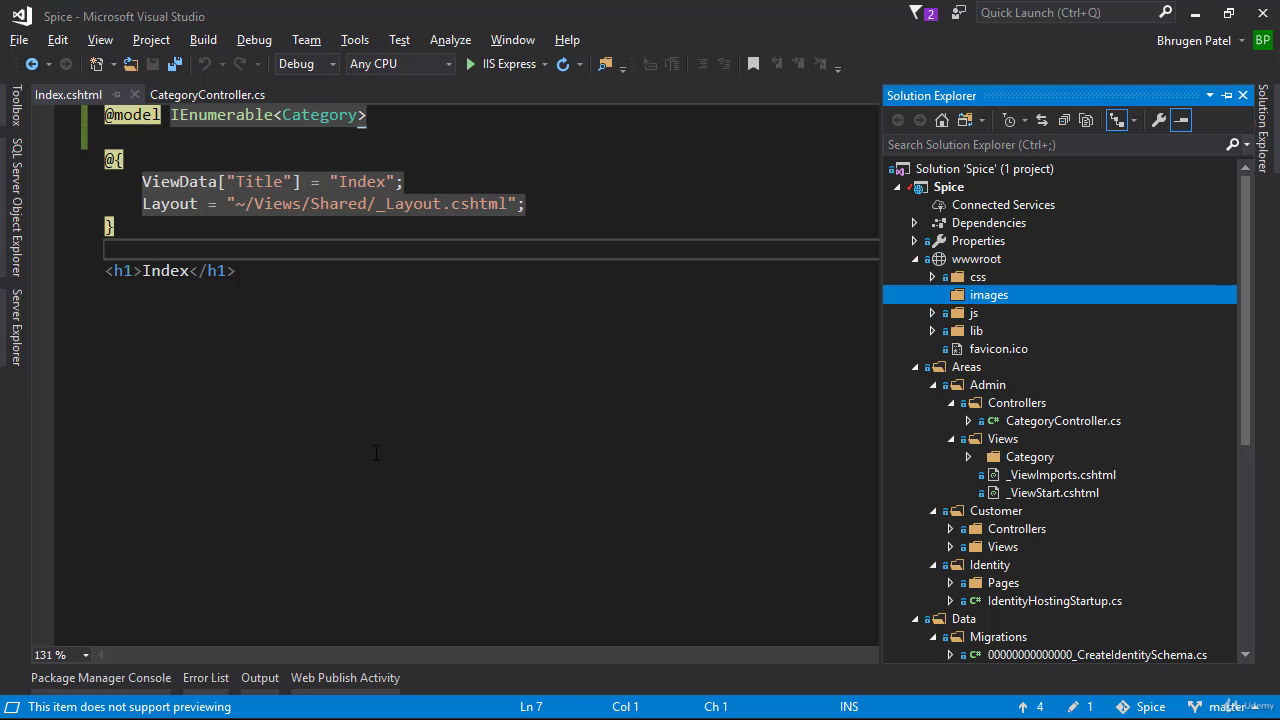 Spice - Microsoft Visual Studio
2
Quick Launch (Ctrl+Q)
File Edit View Project Build Debug Team Tools Test Analyze Window Help
Bhrugen Patel BP
Debug Any CPU IIS Express
Toolbox
SQL Server Object Explorer
Server Explorer
Index.cshtml CategoryController.cs
@model IEnumerable<Category>
@{
ViewData["Title"] = "Index";
Layout = "~/Views/Shared/_Layout.cshtml";
}
<h1>Index</h1>
131 %
Solution Explorer
Search Solution Explorer (Ctrl+;)
Solution 'Spice' (1 project)
Spice
Connected Services
Dependencies
Properties
wwwroot
css
images
js
lib
favicon.ico
Areas
Admin
Controllers
C# CategoryController.cs
Views
Category
_ViewImports.cshtml
_ViewStart.cshtml
Customer
Controllers
Views
Identity
Pages
C# IdentityHostingStartup.cs
Data
Migrations
C# 00000000000000_CreateIdentitySchema.cs
Solution Explorer
Package Manager Console Error List Output Web Publish Activity
This item does not support previewing Ln 7 Col 1 Ch 1 INS 4 1 Spice master
Udemy